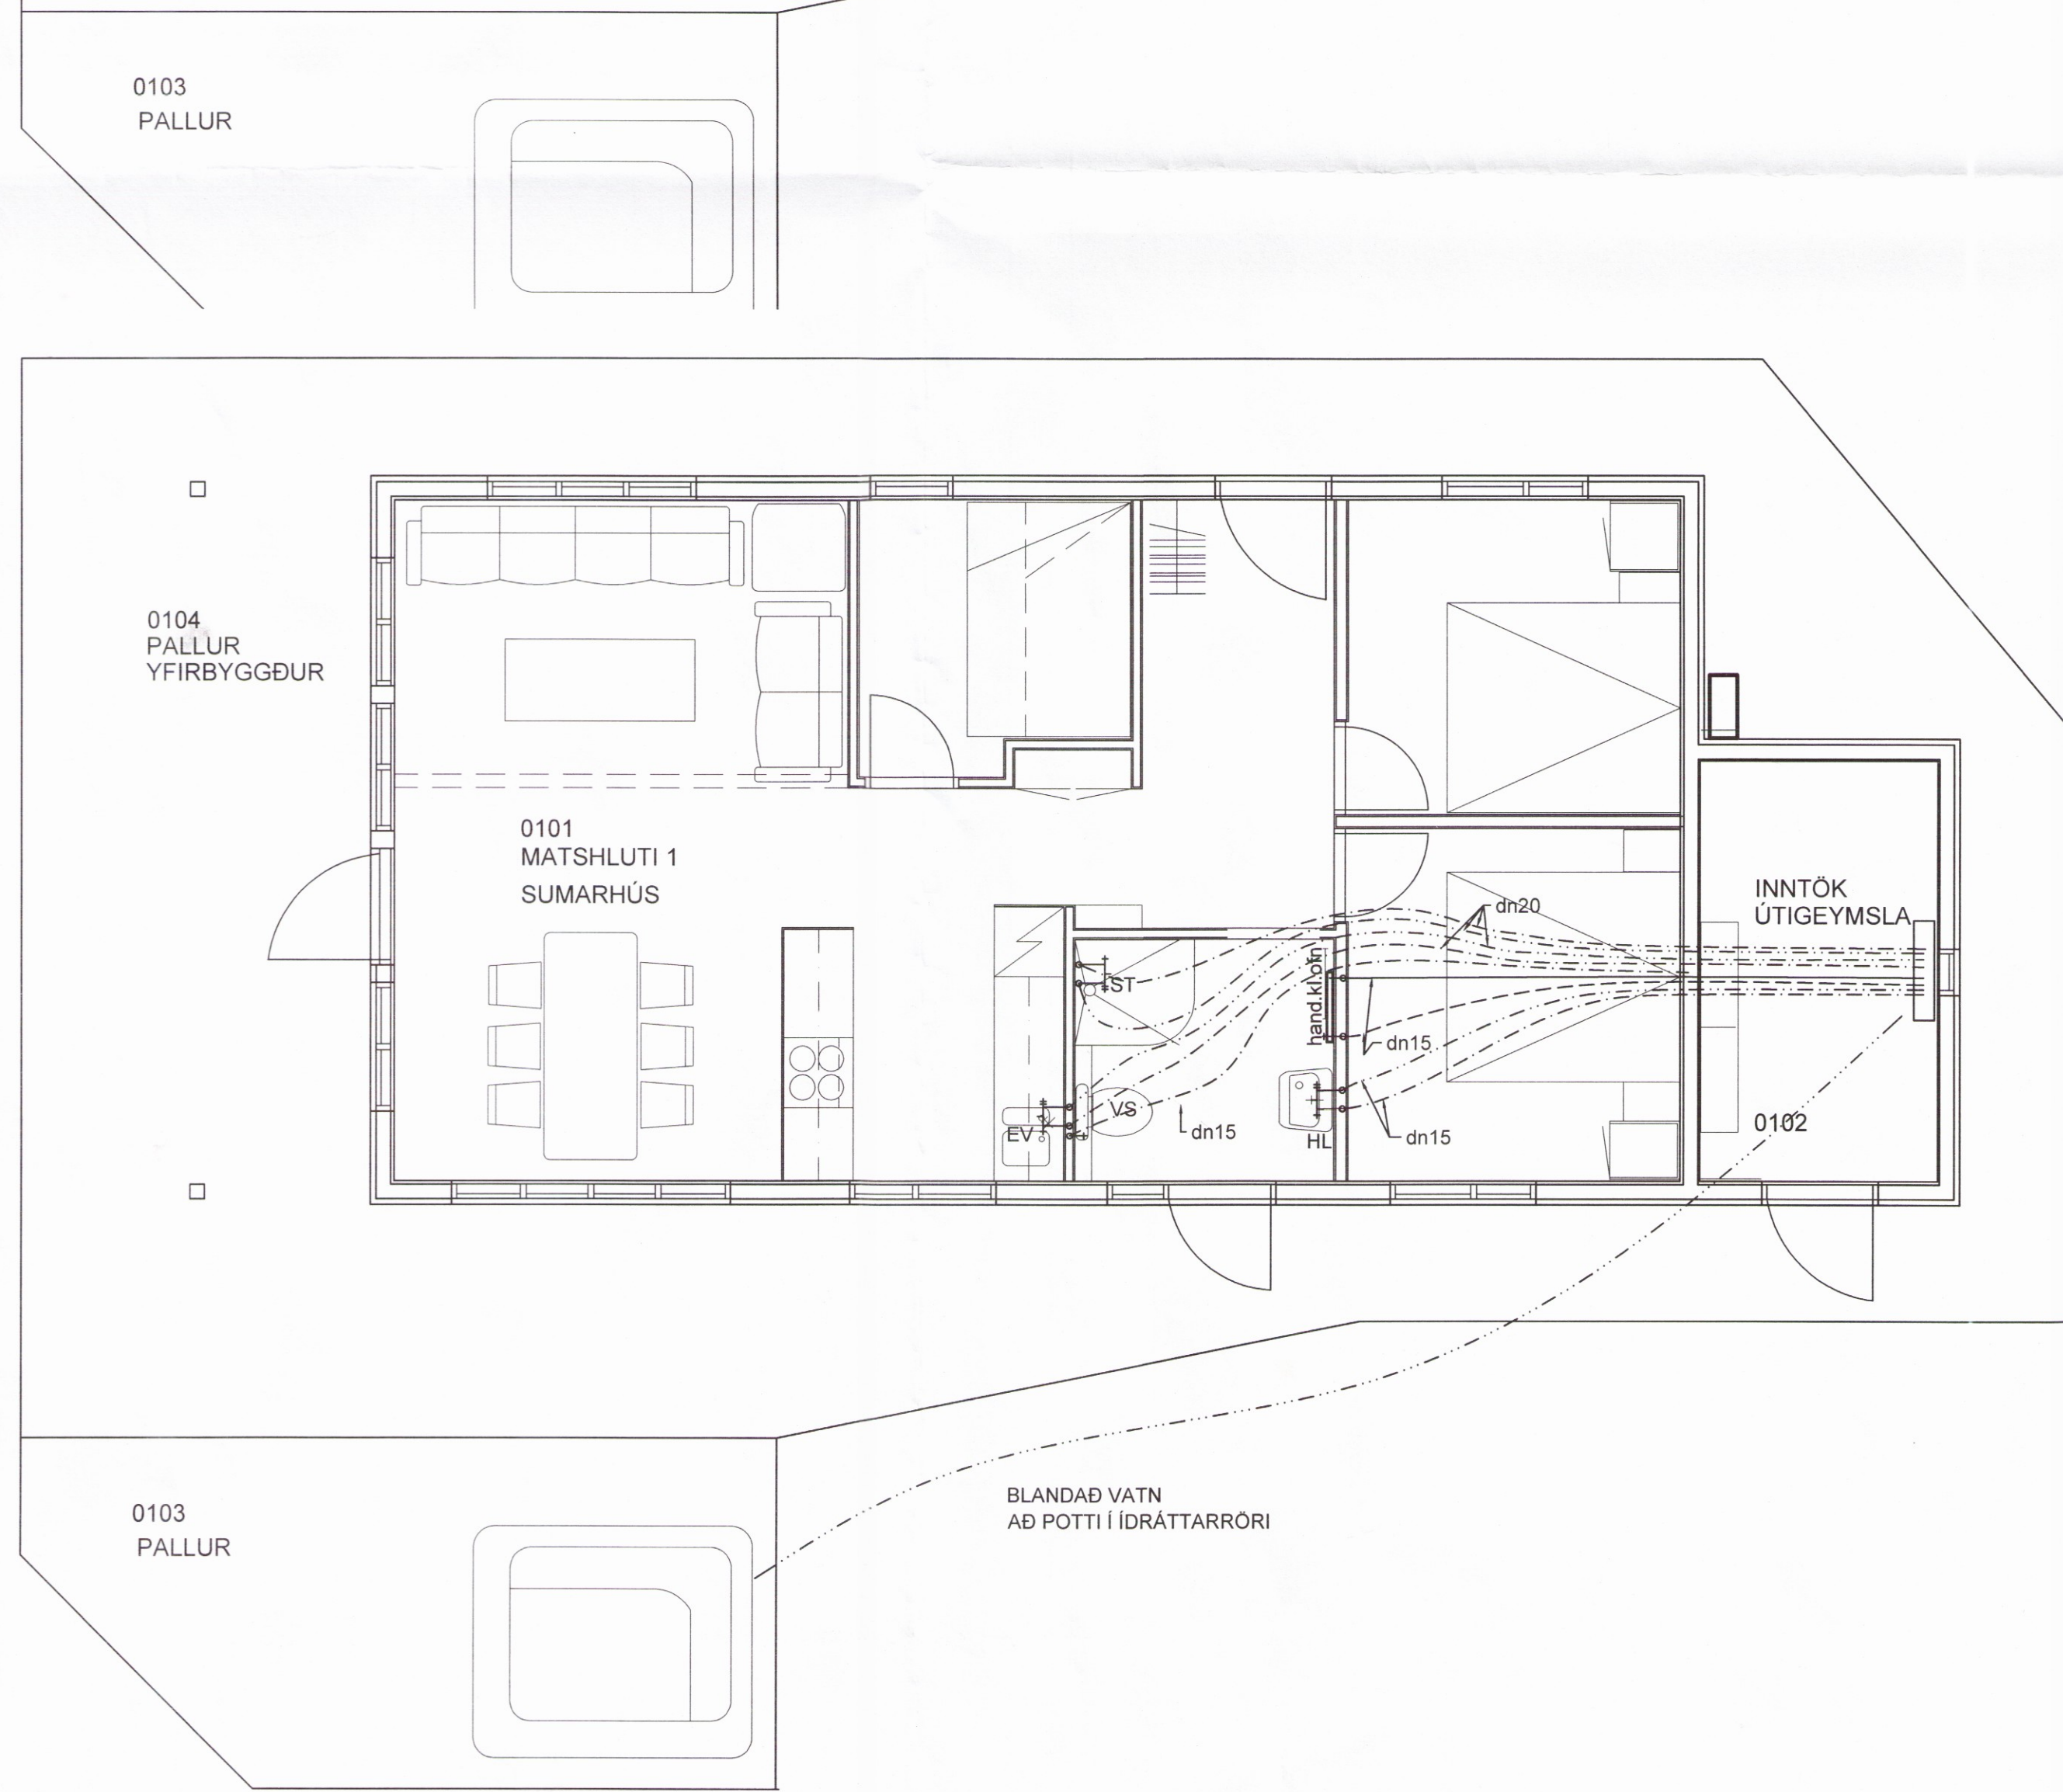 0103
PALLUR
0104
PALLUR
YFIRBYGGÐUR
0101
MATSHLUTI 1
SUMARHÚS
INNTÖK
ÚTIGEYMSLA
dn20
ST
hand.kl.ofn
dn15
VS
EV
dn15
HL
dn15
0102
BLANDAÐ VATN
AÐ POTTI Í ÍDRÁTTARRÖRI
0103
PALLUR